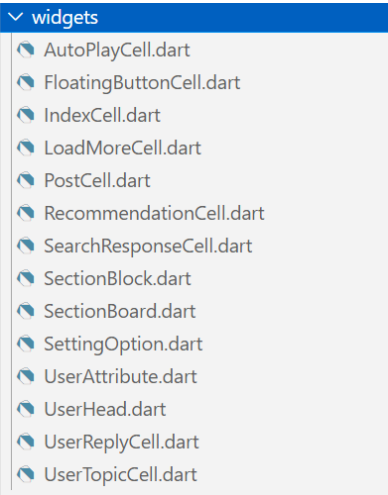 widgets
AutoPlayCell.dart
FloatingButtonCell.dart
IndexCell.dart
LoadMoreCell.dart
PostCell.dart
RecommendationCell.dart
SearchResponseCell.dart
SectionBlock.dart
SectionBoard.dart
SettingOption.dart
UserAttribute.dart
UserHead.dart
UserReplyCell.dart
UserTopicCell.dart